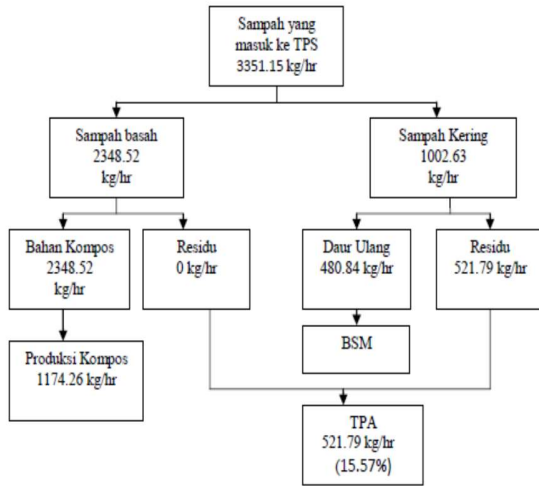 Sampah yang
masuk ke TPS
3351.15 kg/hr
Sampah basah
2348.52
kg/hr
Sampah Kering
1002.63
kg/hr
Bahan Kompos
2348.52
kg/hr
Residu
0 kg/hr
Daur Ulang
480.84 kg/hr
Residu
521.79 kg/hr
Produksi Kompos
1174.26 kg/hr
BSM
TPA
521.79 kg/hr
(15.57%)